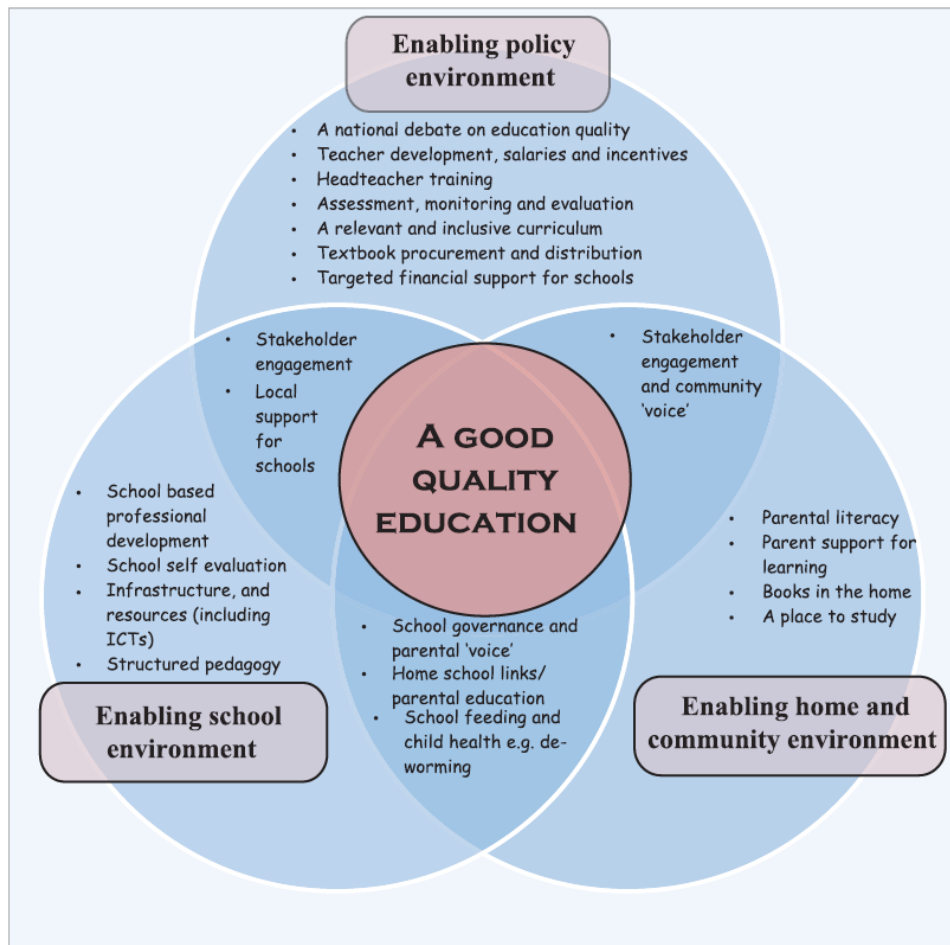 Enabling policy
environment
• A national debate on education quality
• Teacher development, salaries and incentives
• Headteacher training
• Assessment, monitoring and evaluation
• A relevant and inclusive curriculum
• Textbook procurement and distribution
• Targeted financial support for schools
• Stakeholder
engagement
• Local
support
for
schools
• Stakeholder
engagement
and community
'voice'
A GOOD
QUALITY
EDUCATION
• School based
professional
development
• School self evaluation
• Infrastructure, and
resources (including
ICTs)
• Structured pedagogy
Enabling school
environment
• School governance and
parental 'voice'
• Home school links/
parental education
• School feeding and
child health e.g. de-
worming
• Parental literacy
• Parent support for
learning
• Books in the home
• A place to study
Enabling home and
community environment